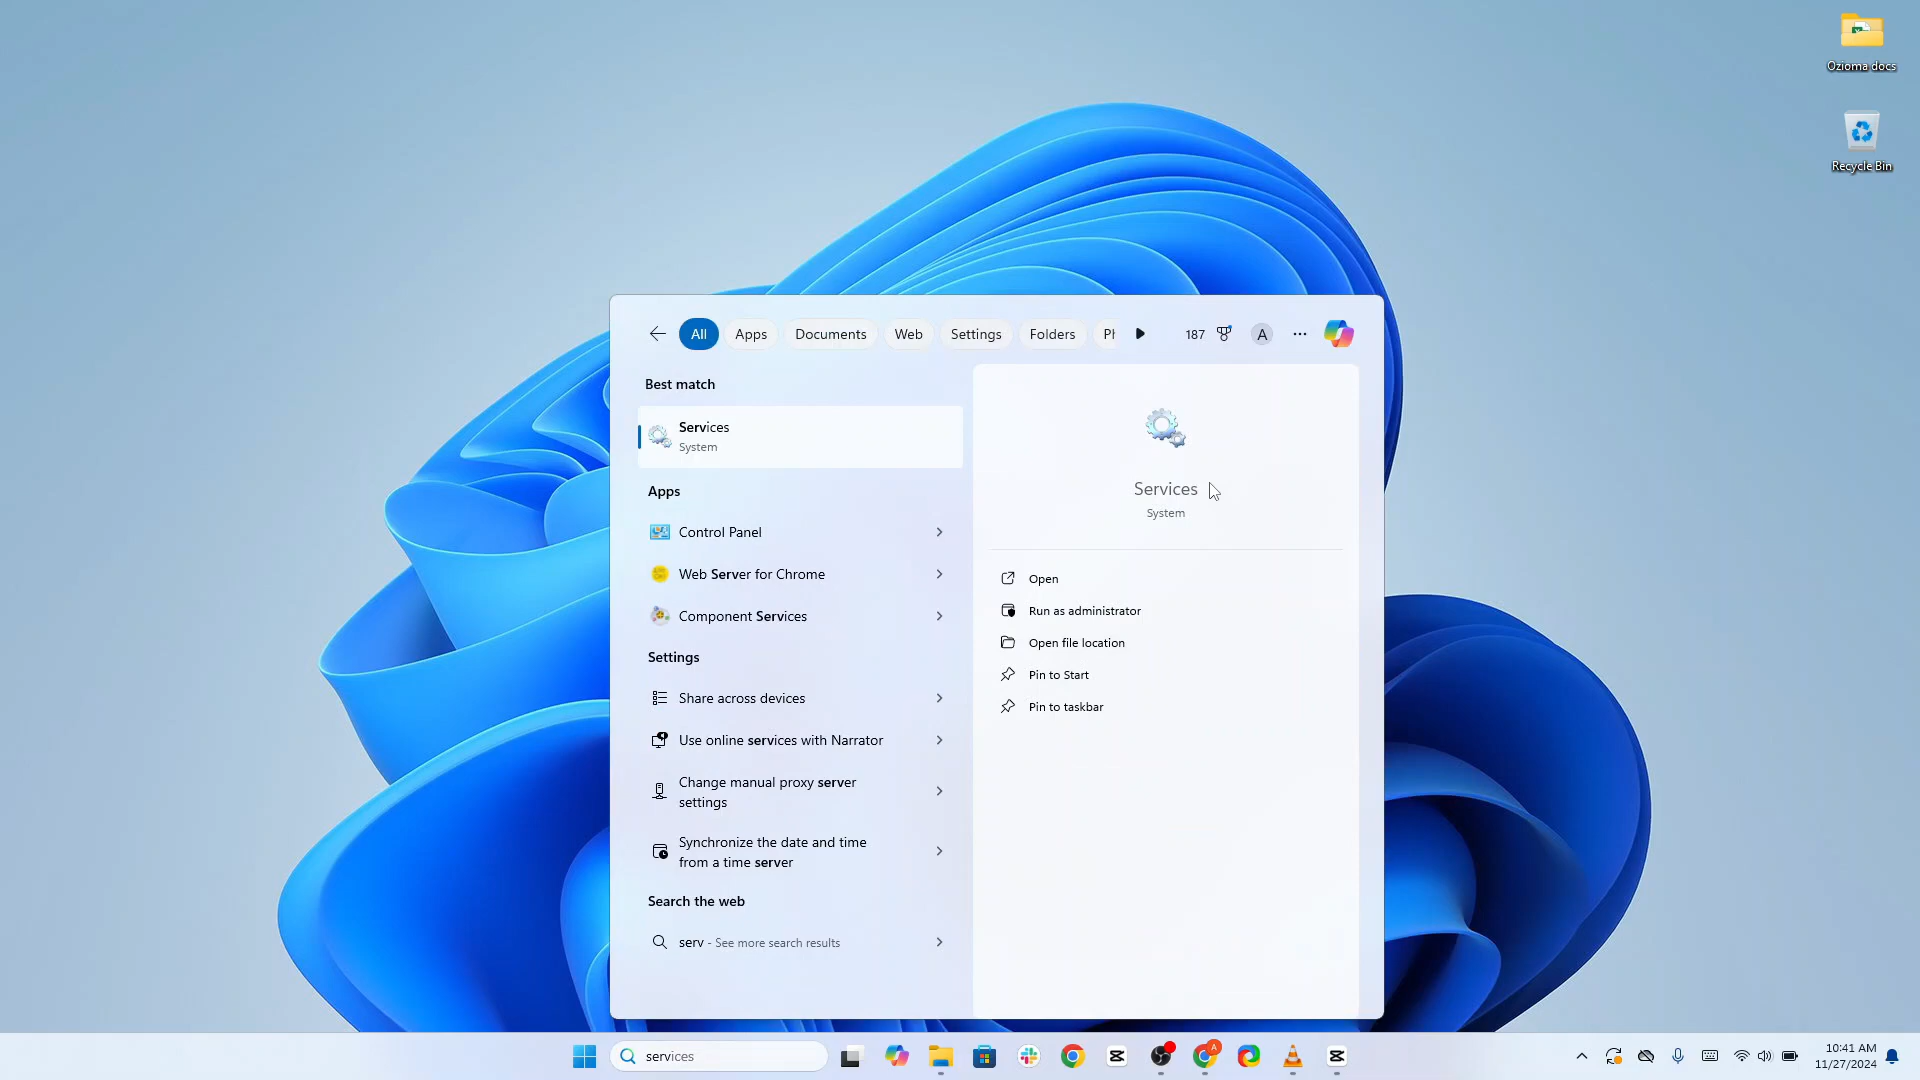 Ozioma docs
Recycle Bin
All
Apps
Documents
Web
Settings
Folders
187
A
Best match
Services
System
Apps
Control Panel
Web Server for Chrome
Component Services
Settings
Share across devices
Use online services with Narrator
Change manual proxy server
settings
Synchronize the date and time
from a time server
Search the web
serv - See more search results
Services
System
Open
Run as administrator
Open file location
Pin to Start
Pin to taskbar
services
A
10:41 AM
11/27/2024